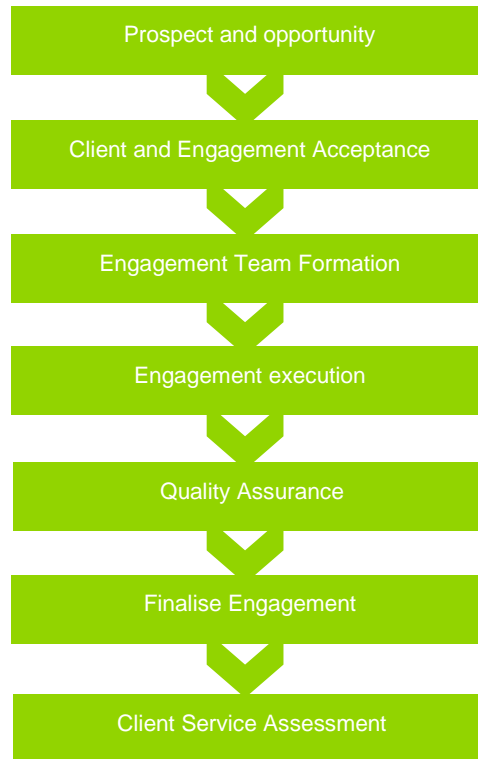 Prospect and opportunity
Client and Engagement Acceptance
Engagement Team Formation
Engagement execution
Quality Assurance
Finalise Engagement
Client Service Assessment